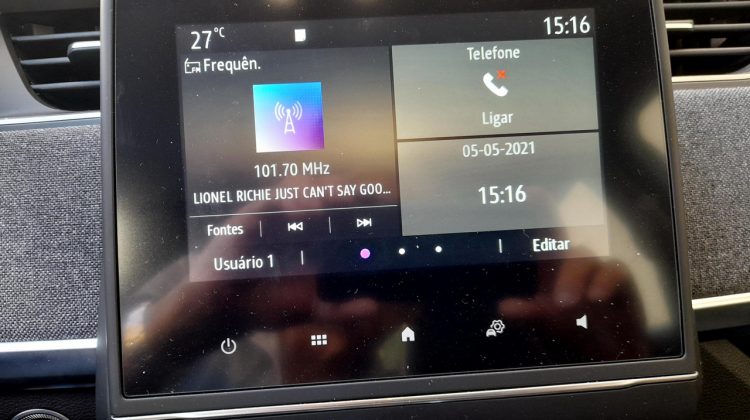 27°C
15:16
FM Frequên.
101.70 MHz
LIONEL RICHIE JUST CAN'T SAY GOO...
Fontes
Telefone
Ligar
05-05-2021
15:16
Usuário 1
Editar